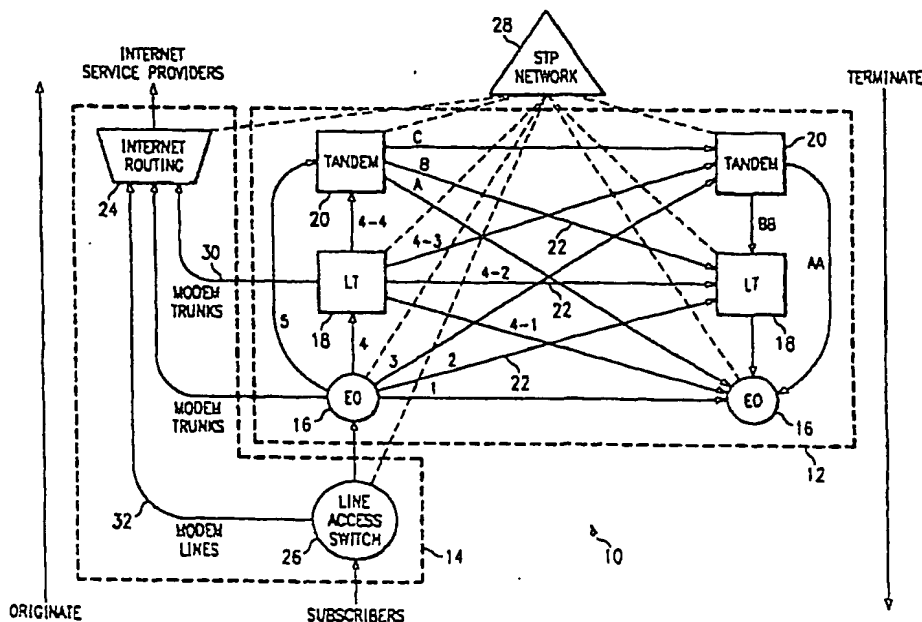 28
STP
NETWORK
INTERNET
SERVICE PROVIDERS
TERMINATE
INTERNET
ROUTING
24
TANDEM
20
C
B
A
TANDEM
20
4-4
4-3
22
BB
AA
30
MODEM
TRUNKS
LT
18
4-2
22
LT
18
5
4
4-1
3
2
1
22
EO
16
EO
16
MODEM
TRUNKS
12
32
MODEM
LINES
LINE
ACCESS
SWITCH
26
14
10
ORIGINATE
SUBSCRIBERS